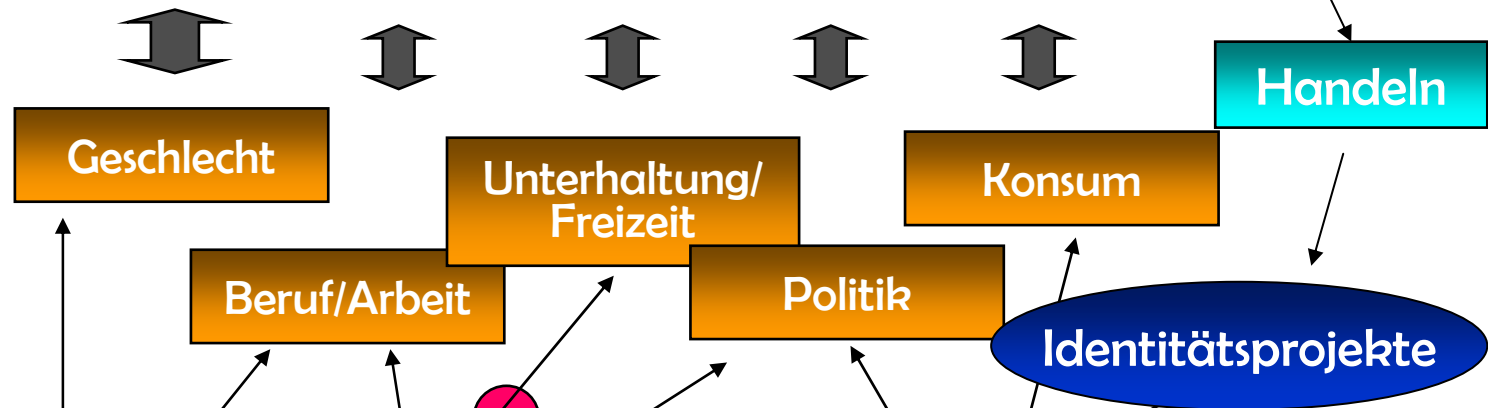 Handeln
Geschlecht
Unterhaltung/
Freizeit
Konsum
Beruf/Arbeit
Politik
Identitätsprojekte